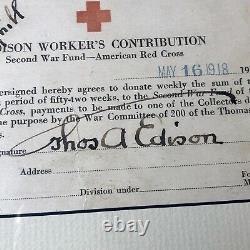 DISON WORKER'S CONTRIBUTION
Second War Fund—American Red Cross
MAY 16 1918, 19
ersigned hereby agrees to donate weekly the sum of
period of fifty-two weeks, to the Second War Fund of
Cross, payments to be made to one of the Collectors
the purpose by the War Committee of 200 of the Thomas
gnature Thos A Edison
Address
Division under